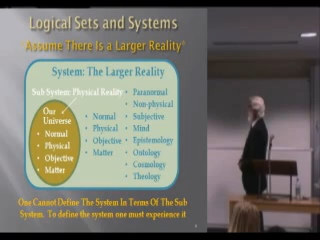 Logical Sets and Systems
Assume There Is a Larger Reality
System: The Larger Reality
Sub System: Physical Reality
Our
Universe
• Normal
• Physical
• Objective
• Matter
• Normal
• Physical
• Objective
• Matter
• Paranormal
• Non-physical
• Subjective
• Mind
• Epistemology
• Ontology
• Cosmology
• Theology
One Cannot Define The System In Terms Of The Sub
System. To define the system one must experience it